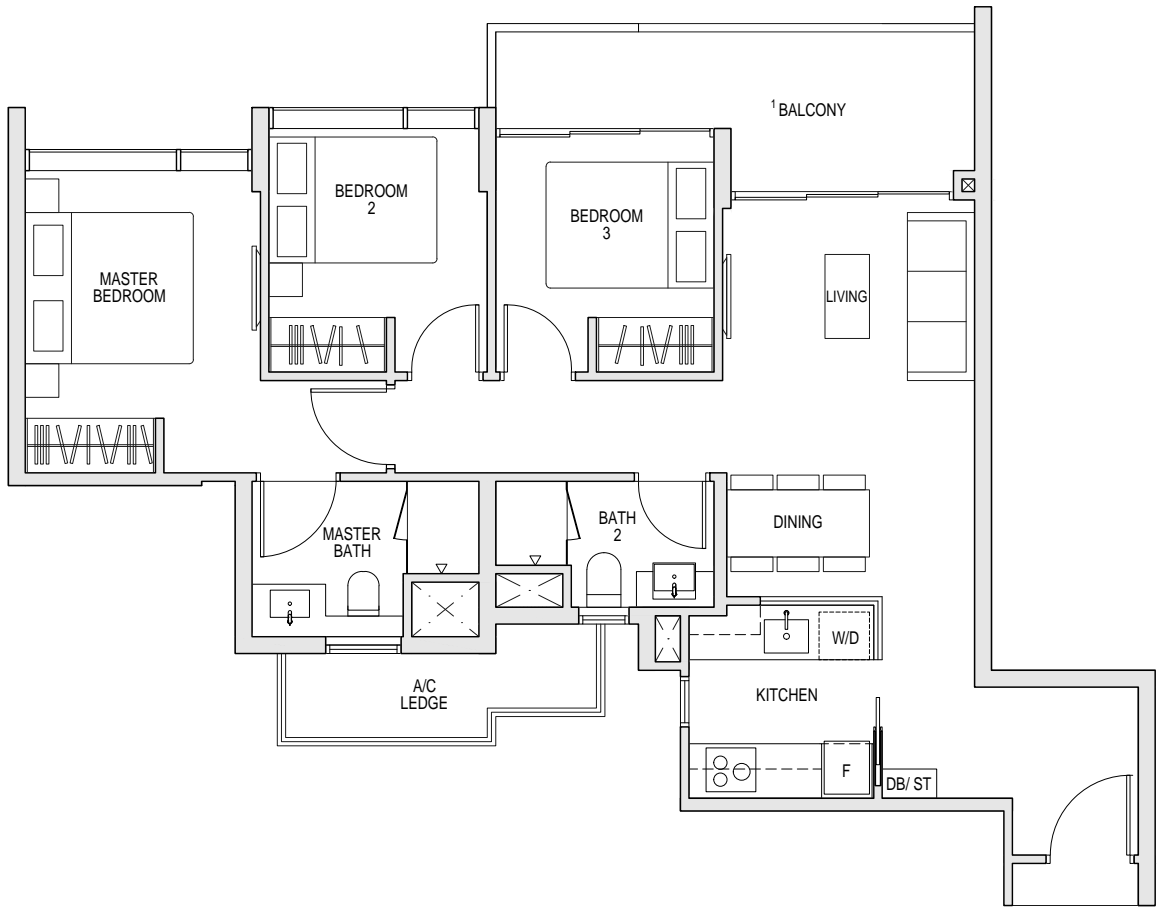 ¹ BALCONY
BEDROOM
2
BEDROOM
3
MASTER
BEDROOM
LIVING
MASTER
BATH
BATH
2
DINING
W/D
A/C
LEDGE
KITCHEN
F
DB/ ST